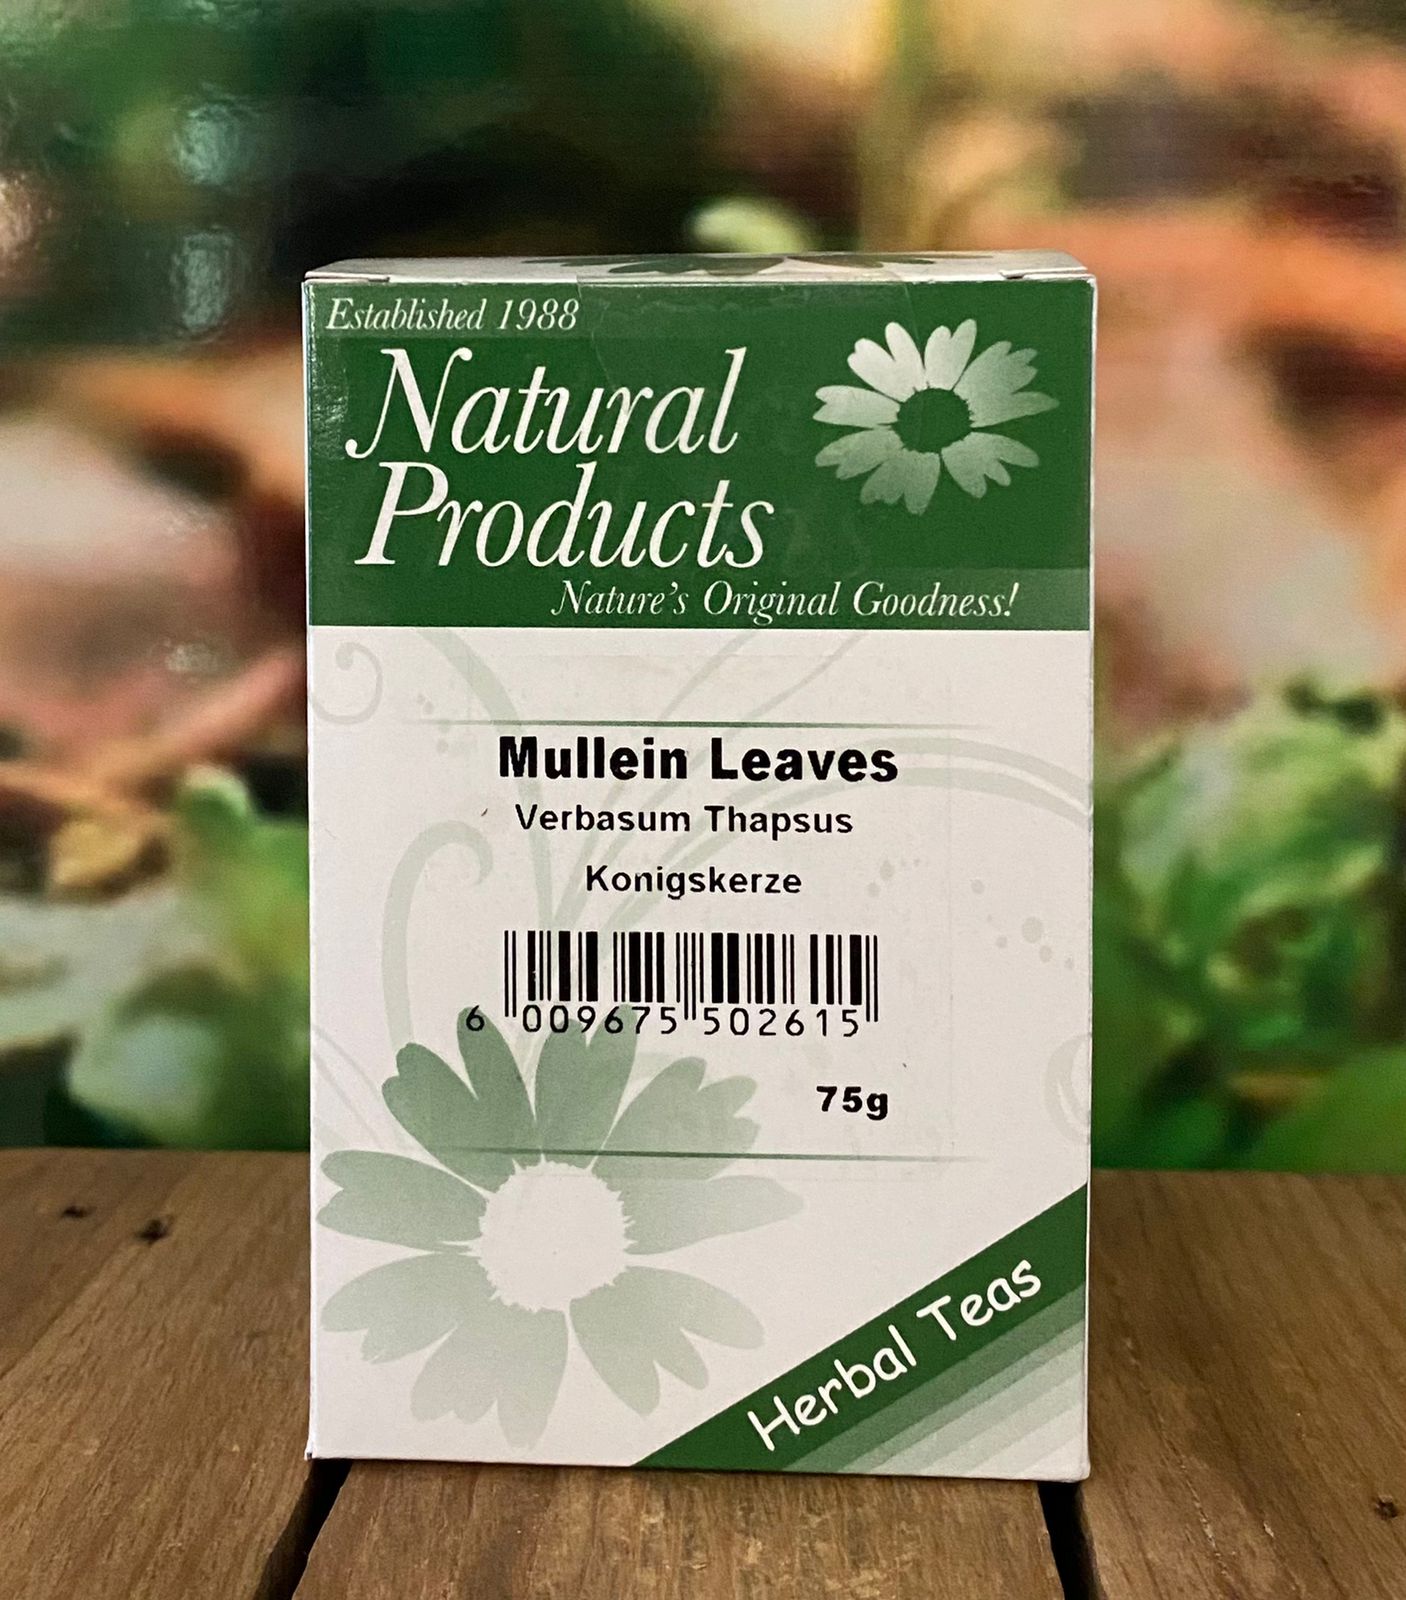 Established 1988
Natural
Products
Nature's Original Goodness!
Mullein Leaves
Verbasum Thapsus
Konigskerze
6 009675 502615
75g
Herbal Teas